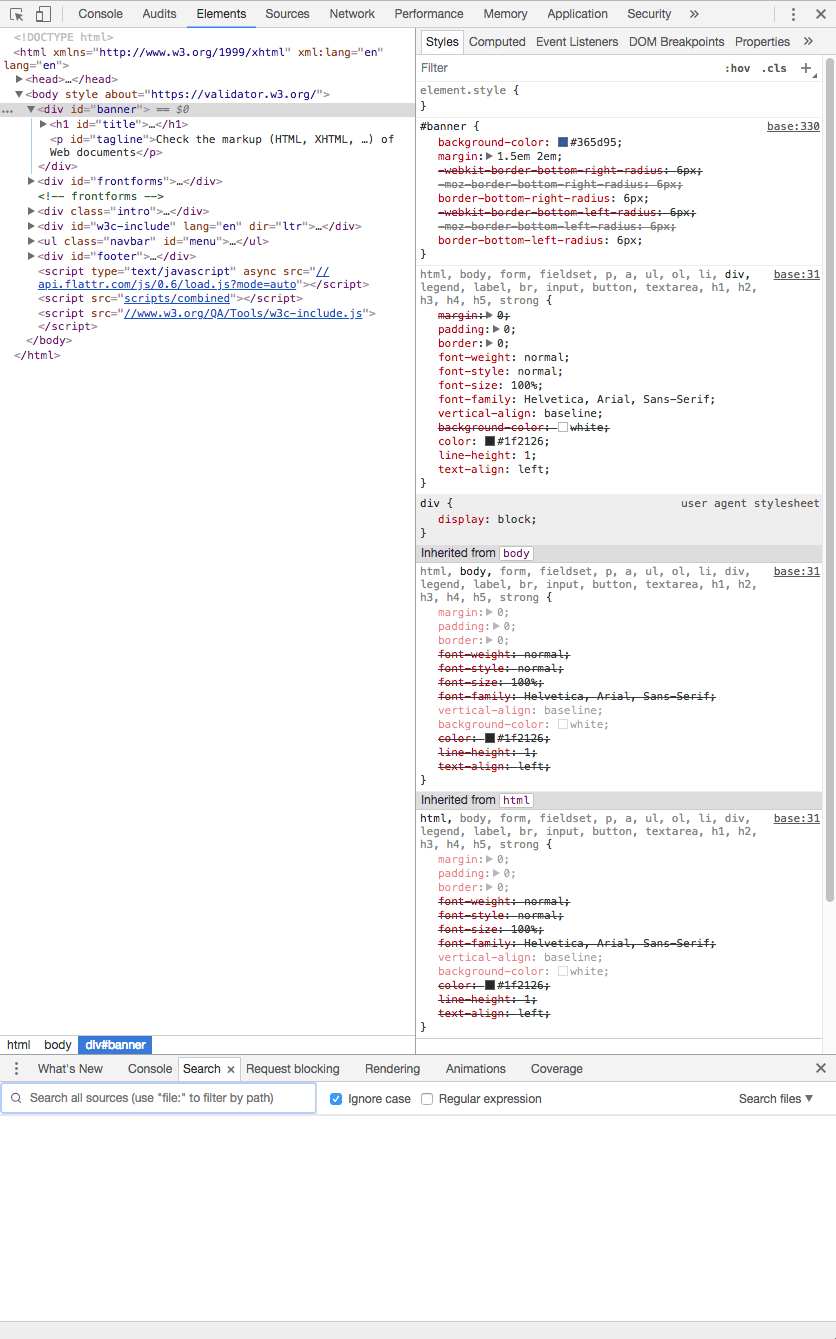 Console Audits Elements Sources Network Performance Memory Application Security »
<!DOCTYPE html>
<html xmlns="http://www.w3.org/1999/xhtml" xml:lang="en"
lang="en">
<head>…</head>
<body style about="https://validator.w3.org/">
… <div id="banner"> == $0
<h1 id="title">…</h1>
<p id="tagline">Check the markup (HTML, XHTML, …) of
Web documents</p>
</div>
<div id="frontforms">…</div>
<!-- frontforms -->
<div class="intro">…</div>
<div id="w3c-include" lang="en" dir="ltr">…</div>
<ul class="navbar" id="menu">…</ul>
<div id="footer">…</div>
<script type="text/javascript" async src="//
api.flattr.com/js/0.6/load.js?mode=auto"></script>
<script src="scripts/combined"></script>
<script src="//www.w3.org/QA/Tools/w3c-include.js">
</script>
</body>
</html>
html body div#banner
Styles Computed Event Listeners DOM Breakpoints Properties »
Filter :hov .cls +
element.style {
}
#banner { base:330
background-color: #365d95;
margin: 1.5em 2em;
-webkit-border-bottom-right-radius: 6px;
-moz-border-bottom-right-radius: 6px;
border-bottom-right-radius: 6px;
-webkit-border-bottom-left-radius: 6px;
-moz-border-bottom-left-radius: 6px;
border-bottom-left-radius: 6px;
}
html, body, form, fieldset, p, a, ul, ol, li, div, base:31
legend, label, br, input, button, textarea, h1, h2,
h3, h4, h5, strong {
margin: 0;
padding: 0;
border: 0;
font-weight: normal;
font-style: normal;
font-size: 100%;
font-family: Helvetica, Arial, Sans-Serif;
vertical-align: baseline;
background-color: white;
color: #1f2126;
line-height: 1;
text-align: left;
}
div { user agent stylesheet
display: block;
}
Inherited from body
html, body, form, fieldset, p, a, ul, ol, li, div, base:31
legend, label, br, input, button, textarea, h1, h2,
h3, h4, h5, strong {
margin: 0;
padding: 0;
border: 0;
font-weight: normal;
font-style: normal;
font-size: 100%;
font-family: Helvetica, Arial, Sans-Serif;
vertical-align: baseline;
background-color: white;
color: #1f2126;
line-height: 1;
text-align: left;
}
Inherited from html
html, body, form, fieldset, p, a, ul, ol, li, div, base:31
legend, label, br, input, button, textarea, h1, h2,
h3, h4, h5, strong {
margin: 0;
padding: 0;
border: 0;
font-weight: normal;
font-style: normal;
font-size: 100%;
font-family: Helvetica, Arial, Sans-Serif;
vertical-align: baseline;
background-color: white;
color: #1f2126;
line-height: 1;
text-align: left;
}
What's New Console Search × Request blocking Rendering Animations Coverage
Search all sources (use "file:" to filter by path) Ignore case Regular expression Search files ▼